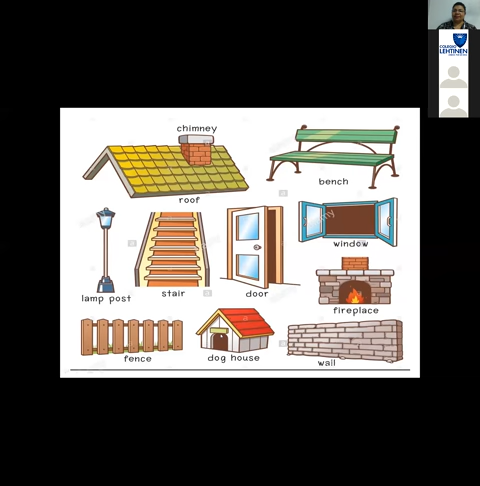 COLEGIO
LEHTINEN
chimney
roof
bench
window
lamp post
stair
door
fireplace
fence
dog house
wall